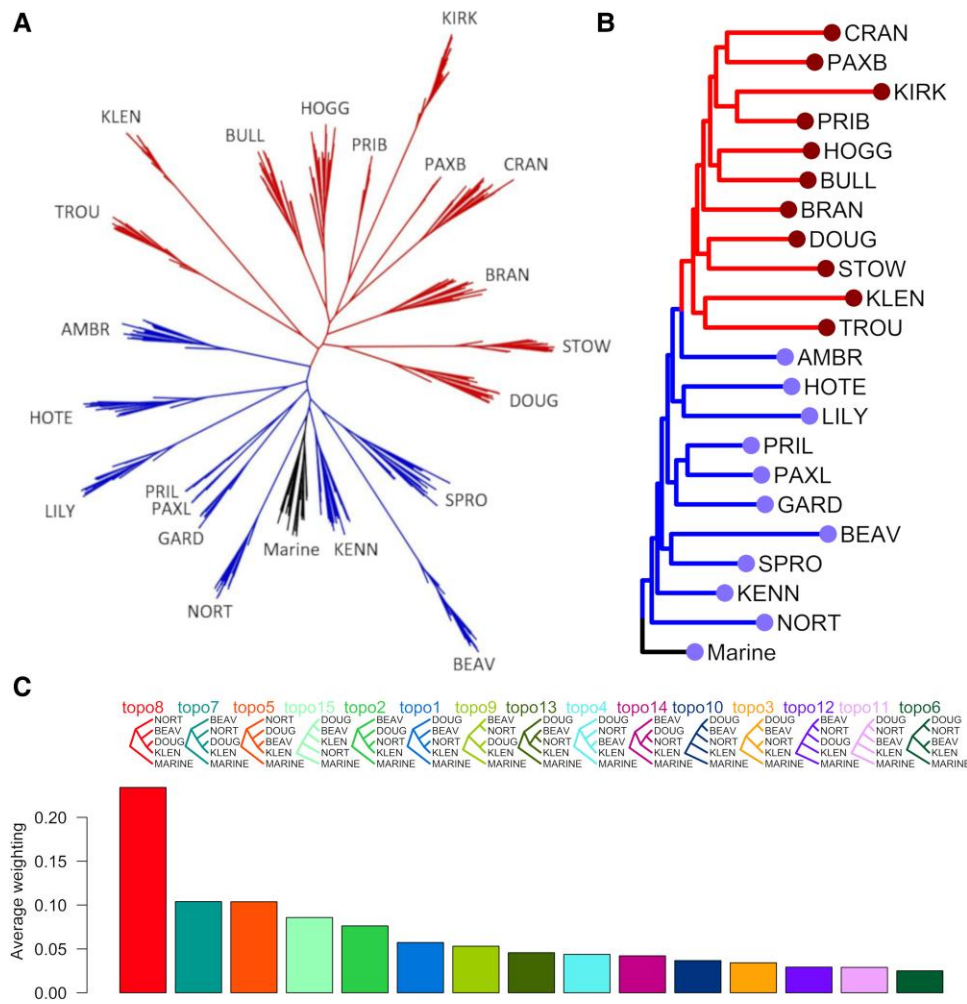 A
KIRK
KLEN
BULL
HOGG
PRIB
PAXB
CRAN
TROU
BRAN
AMBR
STOW
DOUG
HOTE
LILY
PRIL
PAXL
GARD
SPRO
Marine
KENN
NORT
BEAV
B
CRAN
PAXB
KIRK
PRIB
HOGG
BULL
BRAN
DOUG
STOW
KLEN
TROU
AMBR
HOTE
LILY
PRIL
PAXL
GARD
BEAV
SPRO
KENN
NORT
Marine
C
topo8 topo7 topo5 topo15 topo2 topo1 topo9 topo13 topo4 topo14 topo10 topo3 topo12 topo11 topo6
NORT BEAV NORT DOUG BEAV DOUG BEAV DOUG DOUG BEAV DOUG DOUG BEAV DOUG DOUG
BEAV NORT DOUG BEAV DOUG BEAV NORT NORT NORT DOUG NORT BEAV NORT NORT NORT
DOUG DOUG BEAV KLEN NORT NORT DOUG BEAV BEAV NORT BEAV NORT DOUG BEAV BEAV
KLEN KLEN KLEN NORT KLEN KLEN KLEN KLEN KLEN KLEN KLEN KLEN KLEN KLEN KLEN
MARINE MARINE MARINE MARINE MARINE MARINE MARINE MARINE MARINE MARINE MARINE MARINE MARINE MARINE MARINE
Average weighting
0.20
0.15
0.10
0.05
0.00